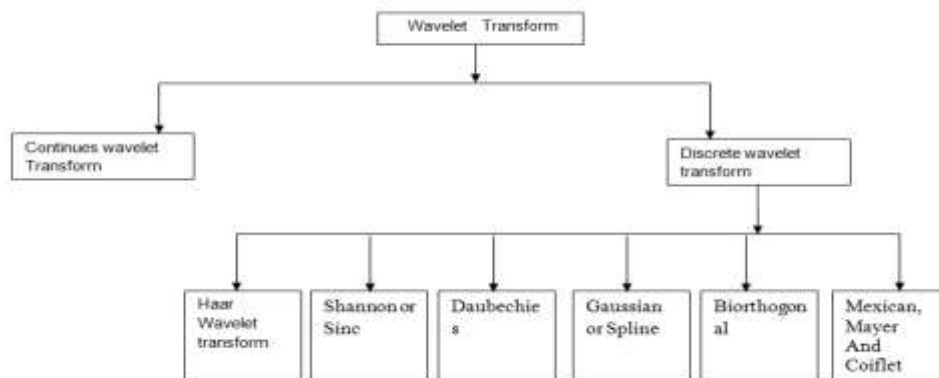 Wavelet Transform
Continues wavelet
Transform
Discrete wavelet
transform
Haar
Wavelet
transform
Shannon or
Sinc
Daubechie
s
Gaussian
or Spline
Biorthogon
al
Mexican,
Mayer
And
Coiflet